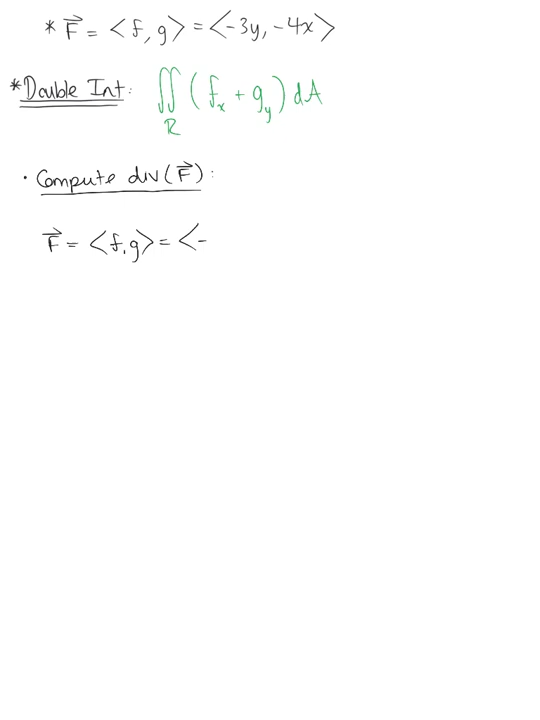 * F⃗ = <f, g> = <-3y, -4x>
*Double Int: ∬_R (f_x + g_y) dA
· Compute div(F⃗):
F⃗ = <f,g> = <-